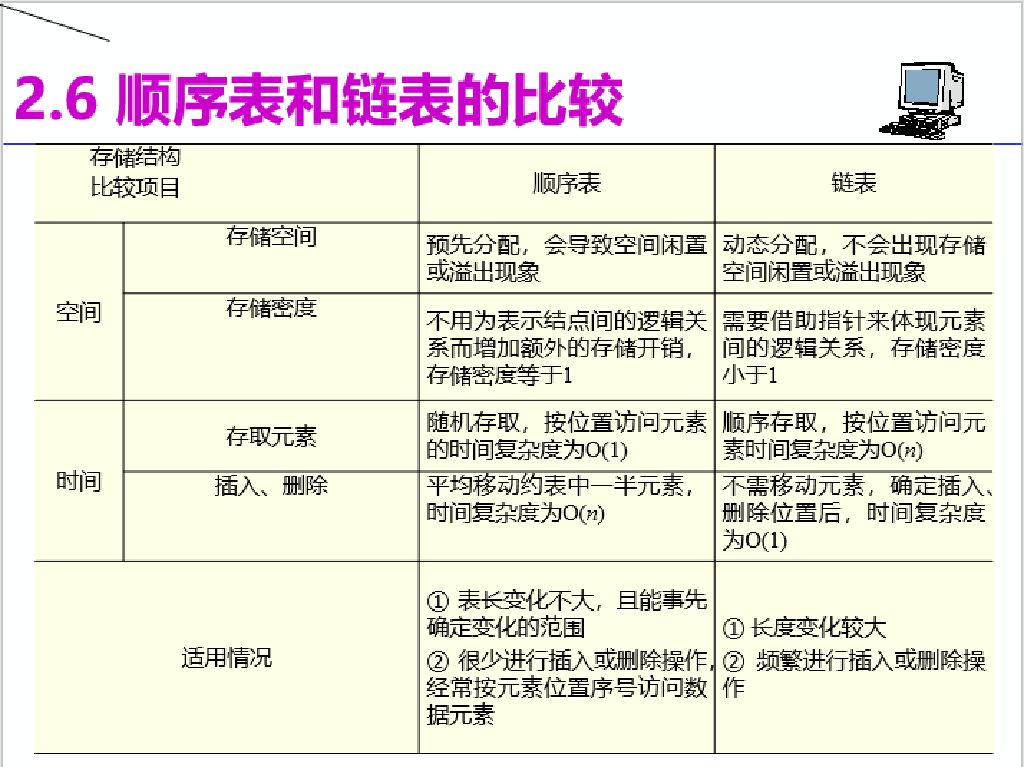 2.6 顺序表和链表的比较
存储结构
比较项目
顺序表
链表
空间
存储空间
预先分配，会导致空间闲置
或溢出现象
动态分配，不会出现存储
空间闲置或溢出现象
存储密度
不用为表示结点间的逻辑关
系而增加额外的存储开销，
存储密度等于1
需要借助指针来体现元素
间的逻辑关系，存储密度
小于1
时间
存取元素
随机存取，按位置访问元素
的时间复杂度为O(1)
顺序存取，按位置访问元
素时间复杂度为O(n)
插入、删除
平均移动约表中一半元素，
时间复杂度为O(n)
不需移动元素，确定插入、
删除位置后，时间复杂度
为O(1)
适用情况
① 表长变化不大，且能事先
确定变化的范围
② 很少进行插入或删除操作，
经常按元素位置序号访问数
据元素
① 长度变化较大
② 频繁进行插入或删除操
作